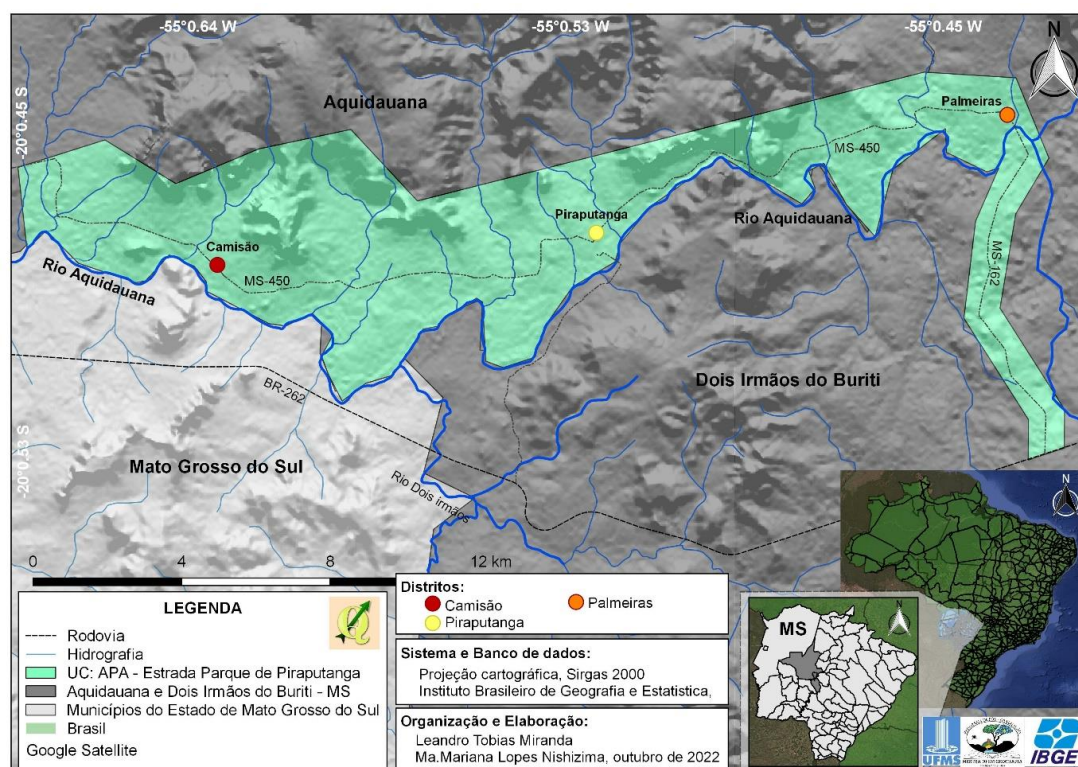 -55°0.64 W
-55°0.53 W
-55°0.45 W
N
-20°0.45 S
Aquidauana
Palmeiras
MS-450
Piraputanga
Rio Aquidauana
Camisão
MS-450
Rio Aquidauana
MS-162
BR-262
Dois Irmãos do Buriti
-20°0.53 S
Mato Grosso do Sul
Rio Dois irmãos
0 4 8 12 km
N
LEGENDA
Rodovia
Hidrografia
UC: APA - Estrada Parque de Piraputanga
Aquidauana e Dois Irmãos do Buriti - MS
Municípios do Estado de Mato Grosso do Sul
Brasil
Google Satellite
Distritos:
Camisão Palmeiras
Piraputanga
Sistema e Banco de dados:
Projeção cartográfica, Sirgas 2000
Instituto Brasileiro de Geografia e Estatistica,
Organização e Elaboração:
Leandro Tobias Miranda
Ma.Mariana Lopes Nishizima, outubro de 2022
MS
N
UFMS
IBGE